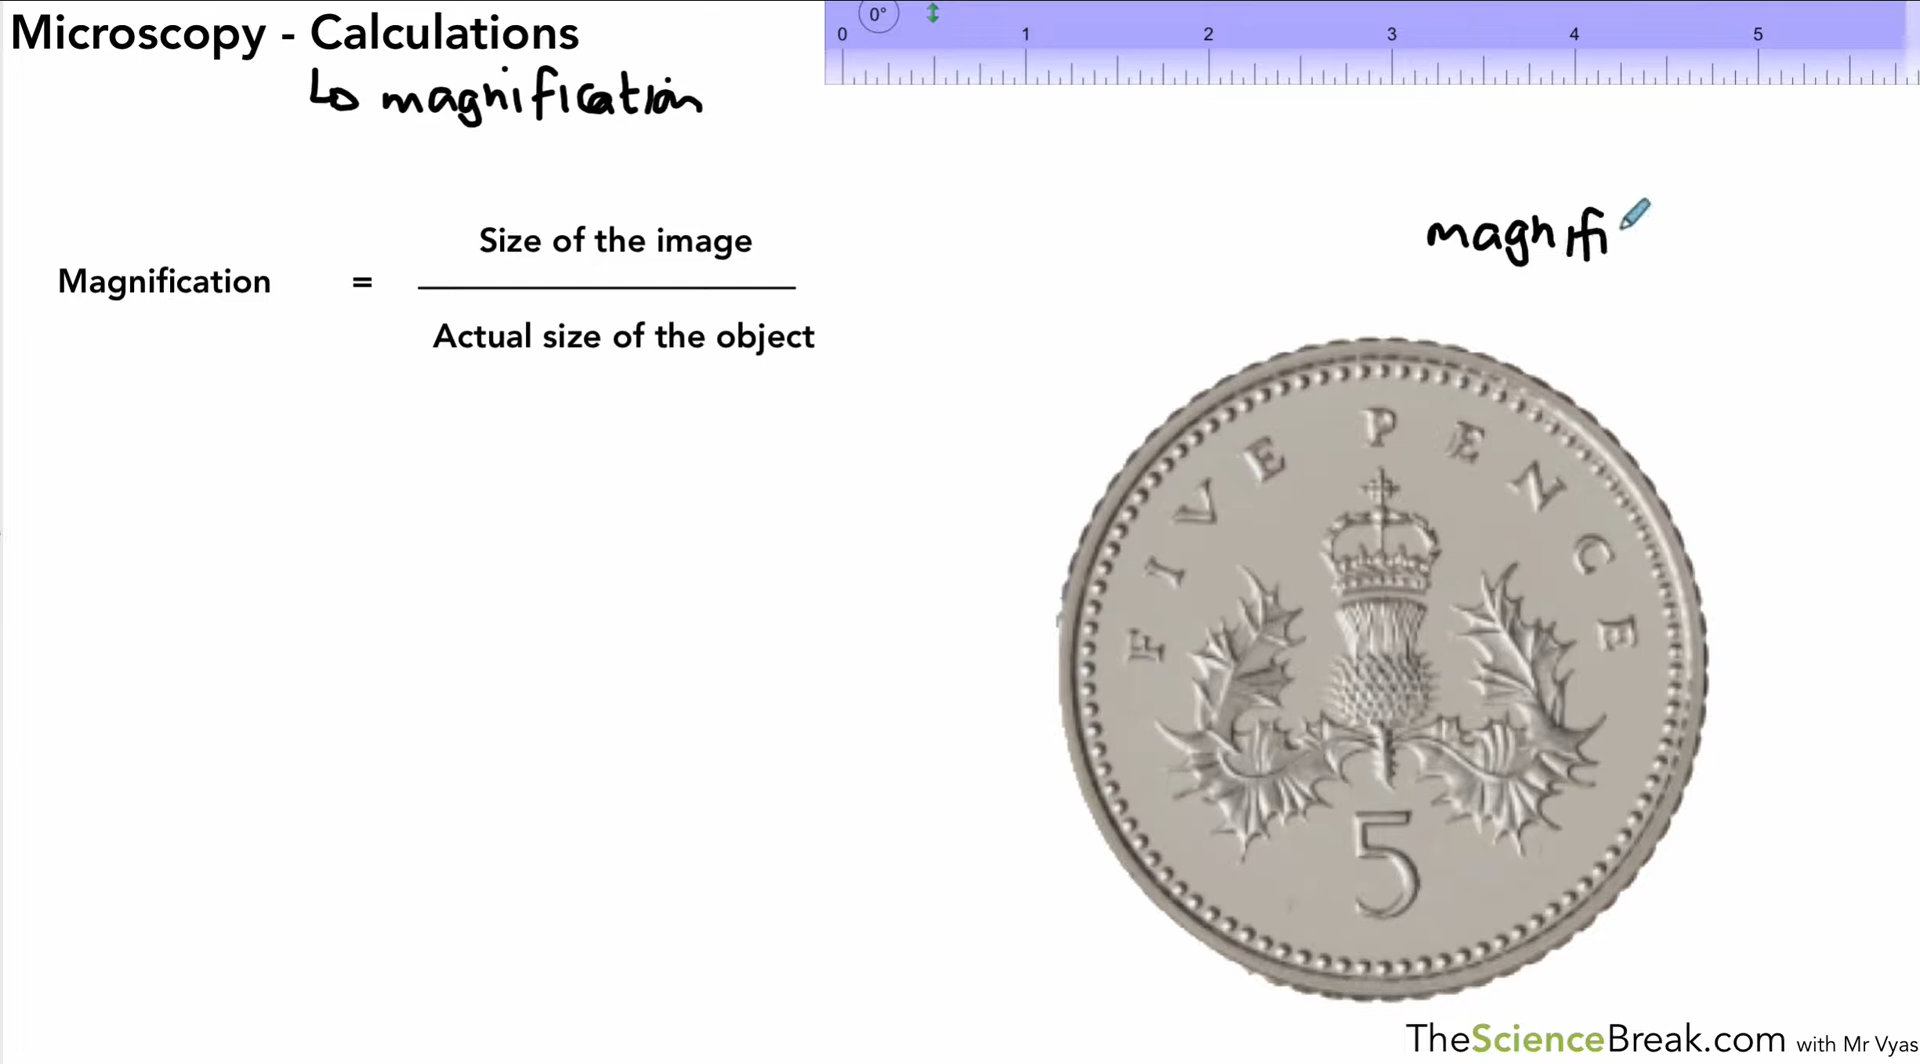 Microscopy - Calculations
magnification
0°
0 1 2 3 4 5
magnifi
Size of the image
Magnification =
Actual size of the object
FIVE PENCE
5
TheScienceBreak.com with Mr Vyas